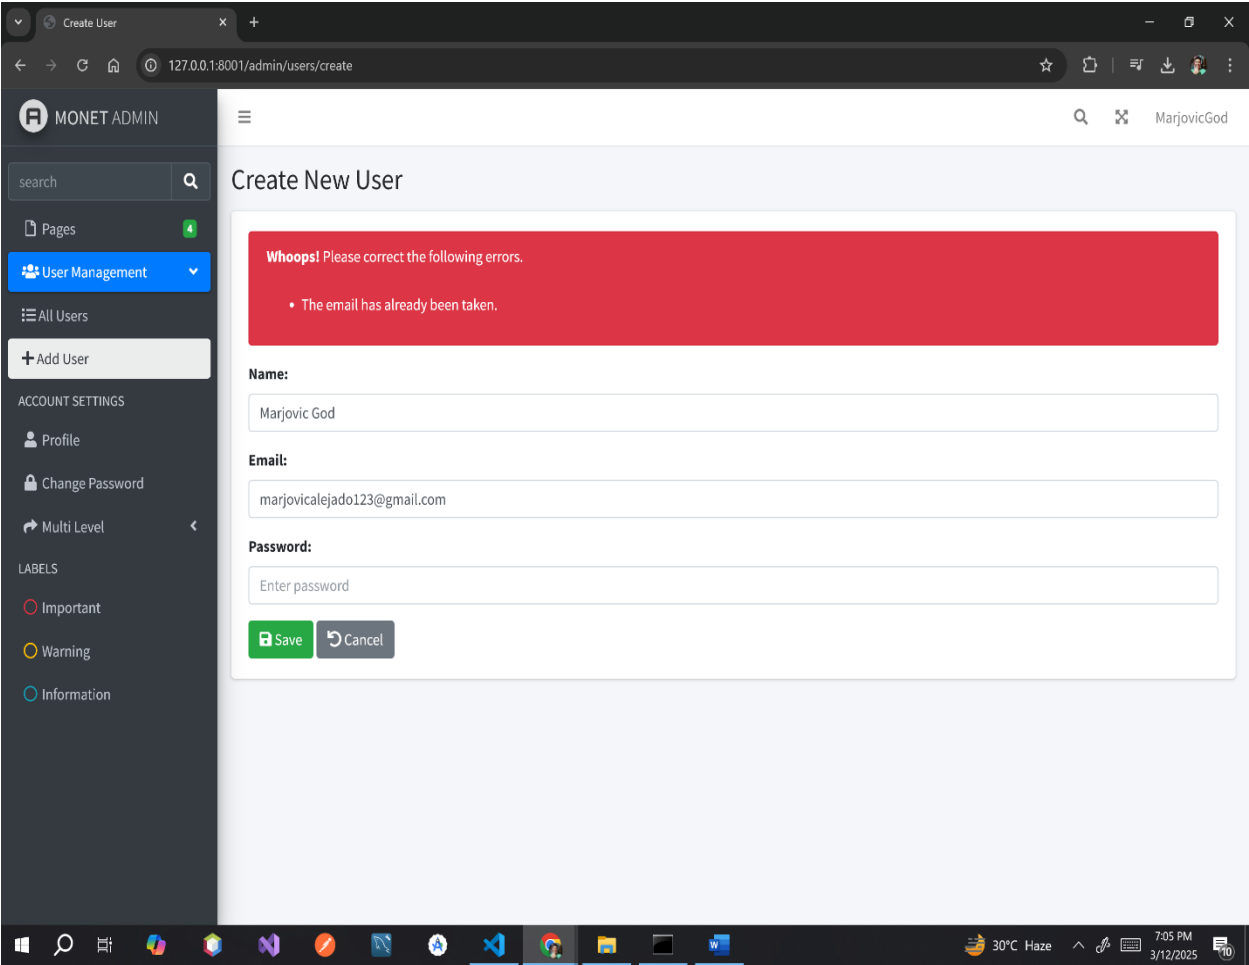 Create User
127.0.0.1:8001/admin/users/create
MONET ADMIN
MarjovicGod
search
Pages
4
User Management
All Users
Add User
ACCOUNT SETTINGS
Profile
Change Password
Multi Level
LABELS
Important
Warning
Information
Create New User
Whoops! Please correct the following errors.
• The email has already been taken.
Name:
Marjovic God
Email:
marjovicalejado123@gmail.com
Password:
Enter password
Save
Cancel
30°C Haze
7:05 PM
3/12/2025
10